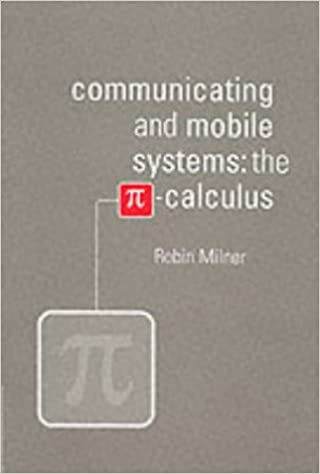 communicating
and mobile
systems: the
π-calculus
Robin Milner
π